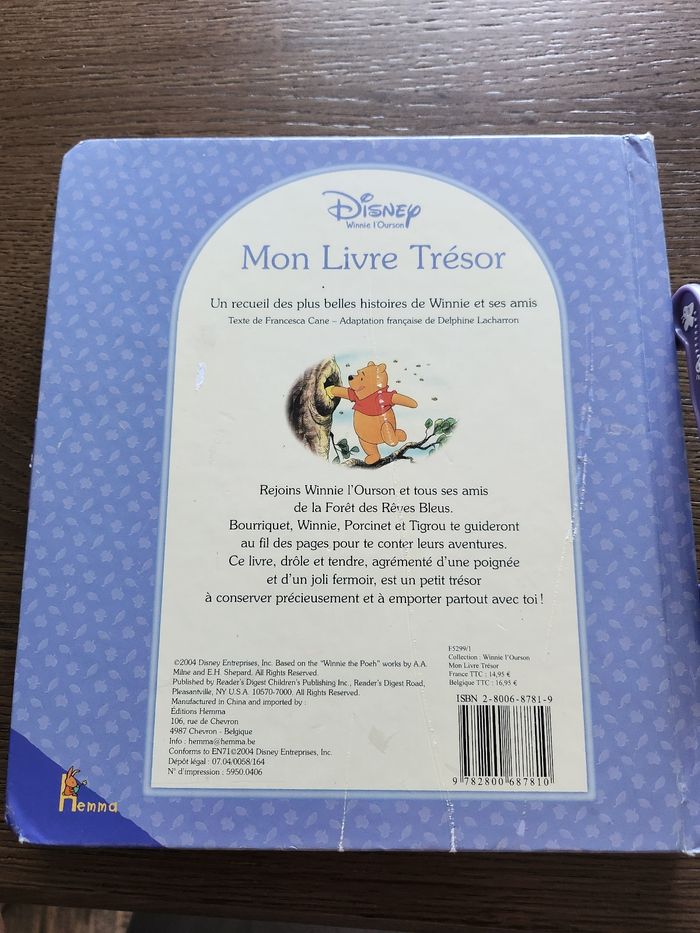 Disney
Winnie l'Ourson
Mon Livre Trésor
Un recueil des plus belles histoires de Winnie et ses amis
Texte de Francesca Cane – Adaptation française de Delphine Lacharron
Rejoins Winnie l'Ourson et tous ses amis
de la Forêt des Rêves Bleus.
Bourriquet, Winnie, Porcinet et Tigrou te guideront
au fil des pages pour te conter leurs aventures.
Ce livre, drôle et tendre, agrémenté d'une poignée
et d'un joli fermoir, est un petit trésor
à conserver précieusement et à emporter partout avec toi !
©2004 Disney Entreprises, Inc. Based on the "Winnie the Poeh" works by A.A.
Milne and E.H. Shepard. All Rights Reserved.
Published by Reader's Digest Children's Publishing Inc., Reader's Digest Road,
Pleasantville, NY U.S.A. 10570-7000. All Rights Reserved.
Manufactured in China and imported by :
Éditions Hemma
106, rue de Chevron
4987 Chevron - Belgique
Info : hemma@hemma.be
Conforms to EN71©2004 Disney Entreprises, Inc.
Dépôt légal : 07.04/0058/164
N° d'impression : 5950.0406
F5299/1
Collection : Winnie l'Ourson
Mon Livre Trésor
France TTC : 14,95 €
Belgique TTC : 16,95 €
ISBN 2-8006-8781-9
9 782800 687810
hemma